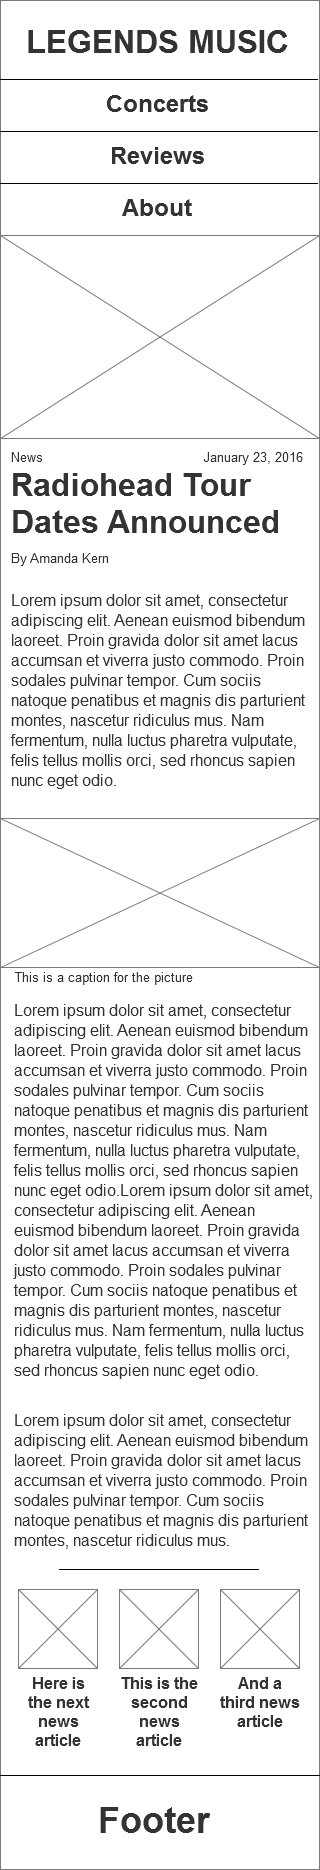 LEGENDS MUSIC
Concerts
Reviews
About
News January 23, 2016
Radiohead Tour
Dates Announced
By Amanda Kern
Lorem ipsum dolor sit amet, consectetur
adipiscing elit. Aenean euismod bibendum
laoreet. Proin gravida dolor sit amet lacus
accumsan et viverra justo commodo. Proin
sodales pulvinar tempor. Cum sociis
natoque penatibus et magnis dis parturient
montes, nascetur ridiculus mus. Nam
fermentum, nulla luctus pharetra vulputate,
felis tellus mollis orci, sed rhoncus sapien
nunc eget odio.
This is a caption for the picture
Lorem ipsum dolor sit amet, consectetur
adipiscing elit. Aenean euismod bibendum
laoreet. Proin gravida dolor sit amet lacus
accumsan et viverra justo commodo. Proin
sodales pulvinar tempor. Cum sociis
natoque penatibus et magnis dis parturient
montes, nascetur ridiculus mus. Nam
fermentum, nulla luctus pharetra vulputate,
felis tellus mollis orci, sed rhoncus sapien
nunc eget odio.Lorem ipsum dolor sit amet,
consectetur adipiscing elit. Aenean
euismod bibendum laoreet. Proin gravida
dolor sit amet lacus accumsan et viverra
justo commodo. Proin sodales pulvinar
tempor. Cum sociis natoque penatibus et
magnis dis parturient montes, nascetur
ridiculus mus. Nam fermentum, nulla luctus
pharetra vulputate, felis tellus mollis orci,
sed rhoncus sapien nunc eget odio.
Lorem ipsum dolor sit amet, consectetur
adipiscing elit. Aenean euismod bibendum
laoreet. Proin gravida dolor sit amet lacus
accumsan et viverra justo commodo. Proin
sodales pulvinar tempor. Cum sociis
natoque penatibus et magnis dis parturient
montes, nascetur ridiculus mus.
Here is
the next
news
article
This is the
second
news
article
And a
third news
article
Footer